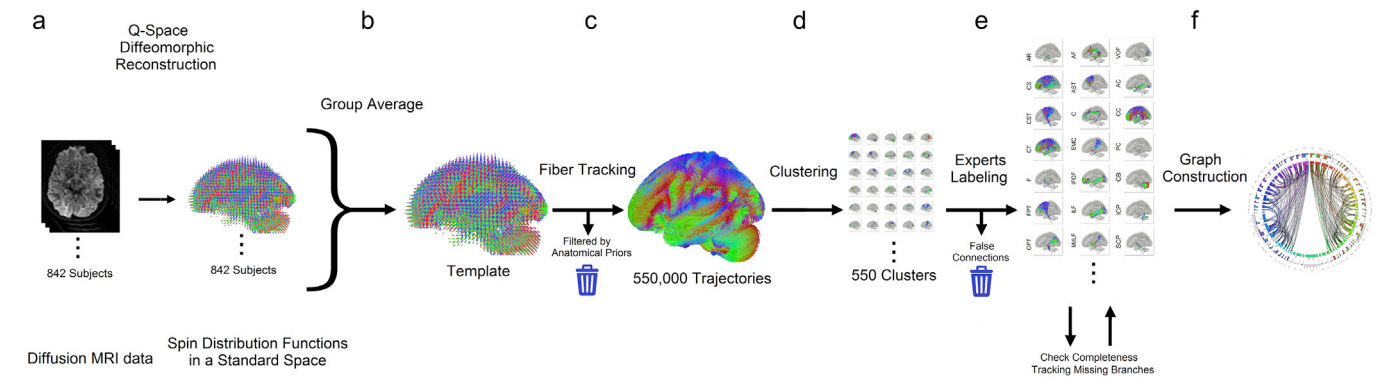 a
b
c
d
e
f
Q-Space
Diffeomorphic
Reconstruction
Group Average
Fiber Tracking
Clustering
Experts
Labeling
Graph
Construction
842 Subjects
842 Subjects
Template
Filtered by
Anatomical Priors
550,000 Trajectories
550 Clusters
False
Connections
AR
AF
VOF
CS
AST
AC
CST
C
CC
CT
EMC
PC
F
IFOF
CB
FPT
ILF
ICP
OPT
MdLF
SCP
Diffusion MRI data
Spin Distribution Functions
in a Standard Space
Check Completeness
Tracking Missing Branches